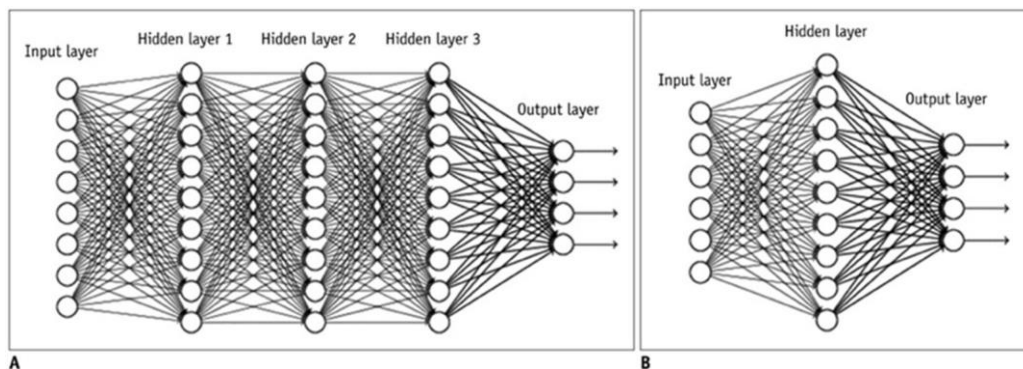 Input layer
Hidden layer 1
Hidden layer 2
Hidden layer 3
Output layer
A
Input layer
Hidden layer
Output layer
B